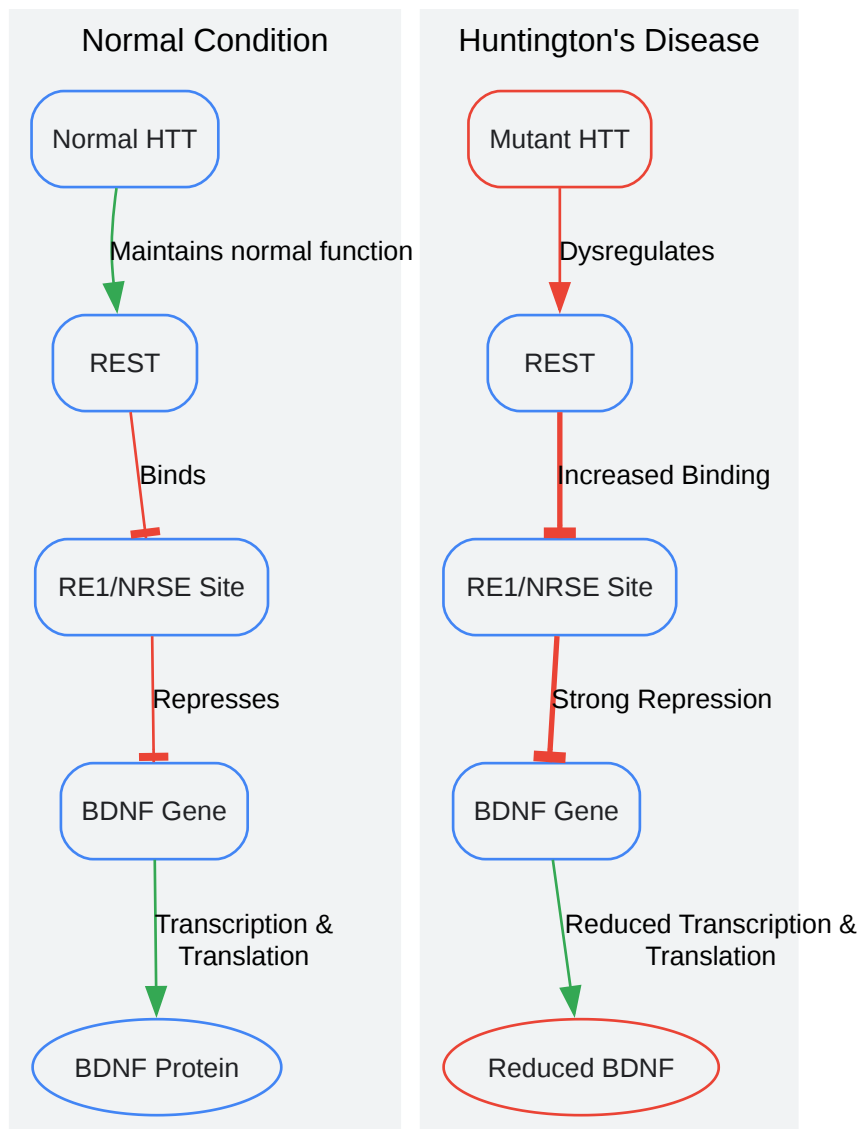 Normal Condition
Normal HTT
Maintains normal function
REST
Binds
RE1/NRSE Site
Represses
BDNF Gene
Transcription &
Translation
BDNF Protein
Huntington's Disease
Mutant HTT
Dysregulates
REST
Increased Binding
RE1/NRSE Site
Strong Repression
BDNF Gene
Reduced Transcription &
Translation
Reduced BDNF